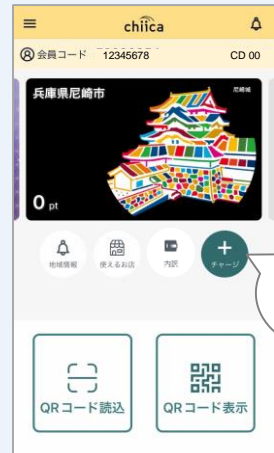 chiica
会員コード 12345678 CD 00
兵庫県尼崎市 尼崎城
0 pt
地域情報 使えるお店 内訳 チャージ
QRコード読込 QRコード表示